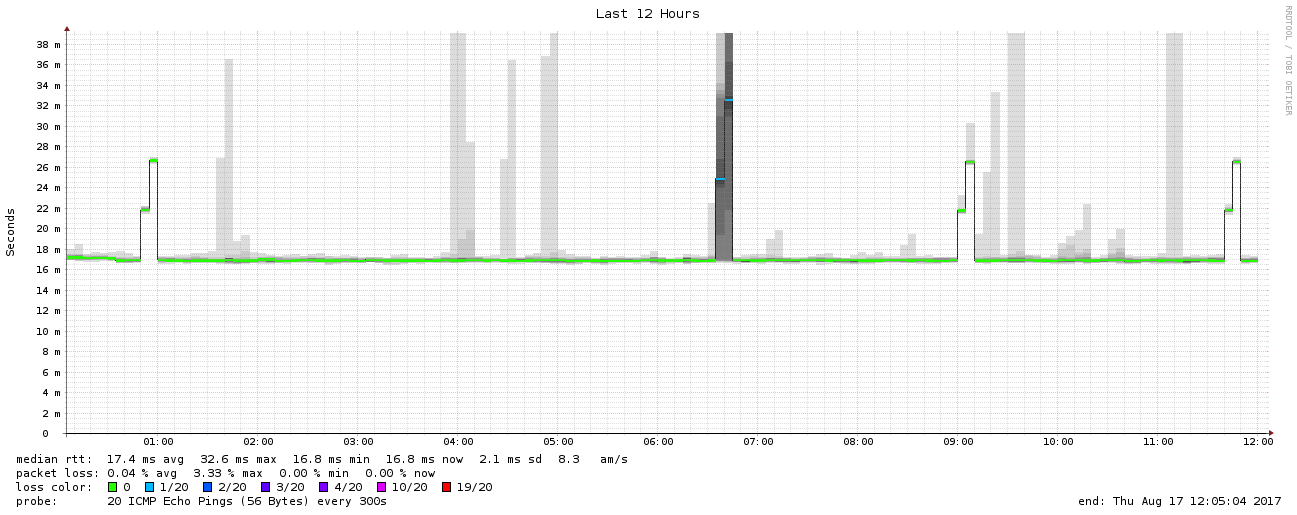 Last 12 Hours
RRDTOOL / TOBI OETIKER
Seconds
38 m
36 m
34 m
32 m
30 m
28 m
26 m
24 m
22 m
20 m
18 m
16 m
14 m
12 m
10 m
8 m
6 m
4 m
2 m
0
01:00 02:00 03:00 04:00 05:00 06:00 07:00 08:00 09:00 10:00 11:00 12:00
median rtt: 17.4 ms avg 32.6 ms max 16.8 ms min 16.8 ms now 2.1 ms sd 8.3 am/s
packet loss: 0.04 % avg 3.33 % max 0.00 % min 0.00 % now
loss color: 0 1/20 2/20 3/20 4/20 10/20 19/20
probe: 20 ICMP Echo Pings (56 Bytes) every 300s end: Thu Aug 17 12:05:04 2017